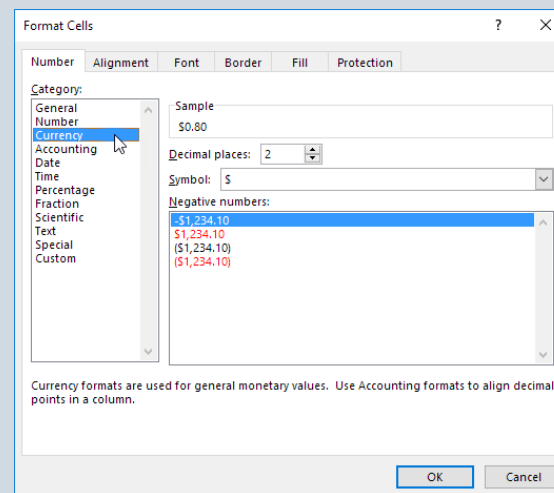 Format Cells ? X
Number Alignment Font Border Fill Protection
Category:
General
Number
Currency
Accounting
Date
Time
Percentage
Fraction
Scientific
Text
Special
Custom
Sample
$0.80
Decimal places: 2
Symbol: $
Negative numbers:
-$1,234.10
$1,234.10
($1,234.10)
($1,234.10)
Currency formats are used for general monetary values. Use Accounting formats to align decimal
points in a column.
OK Cancel